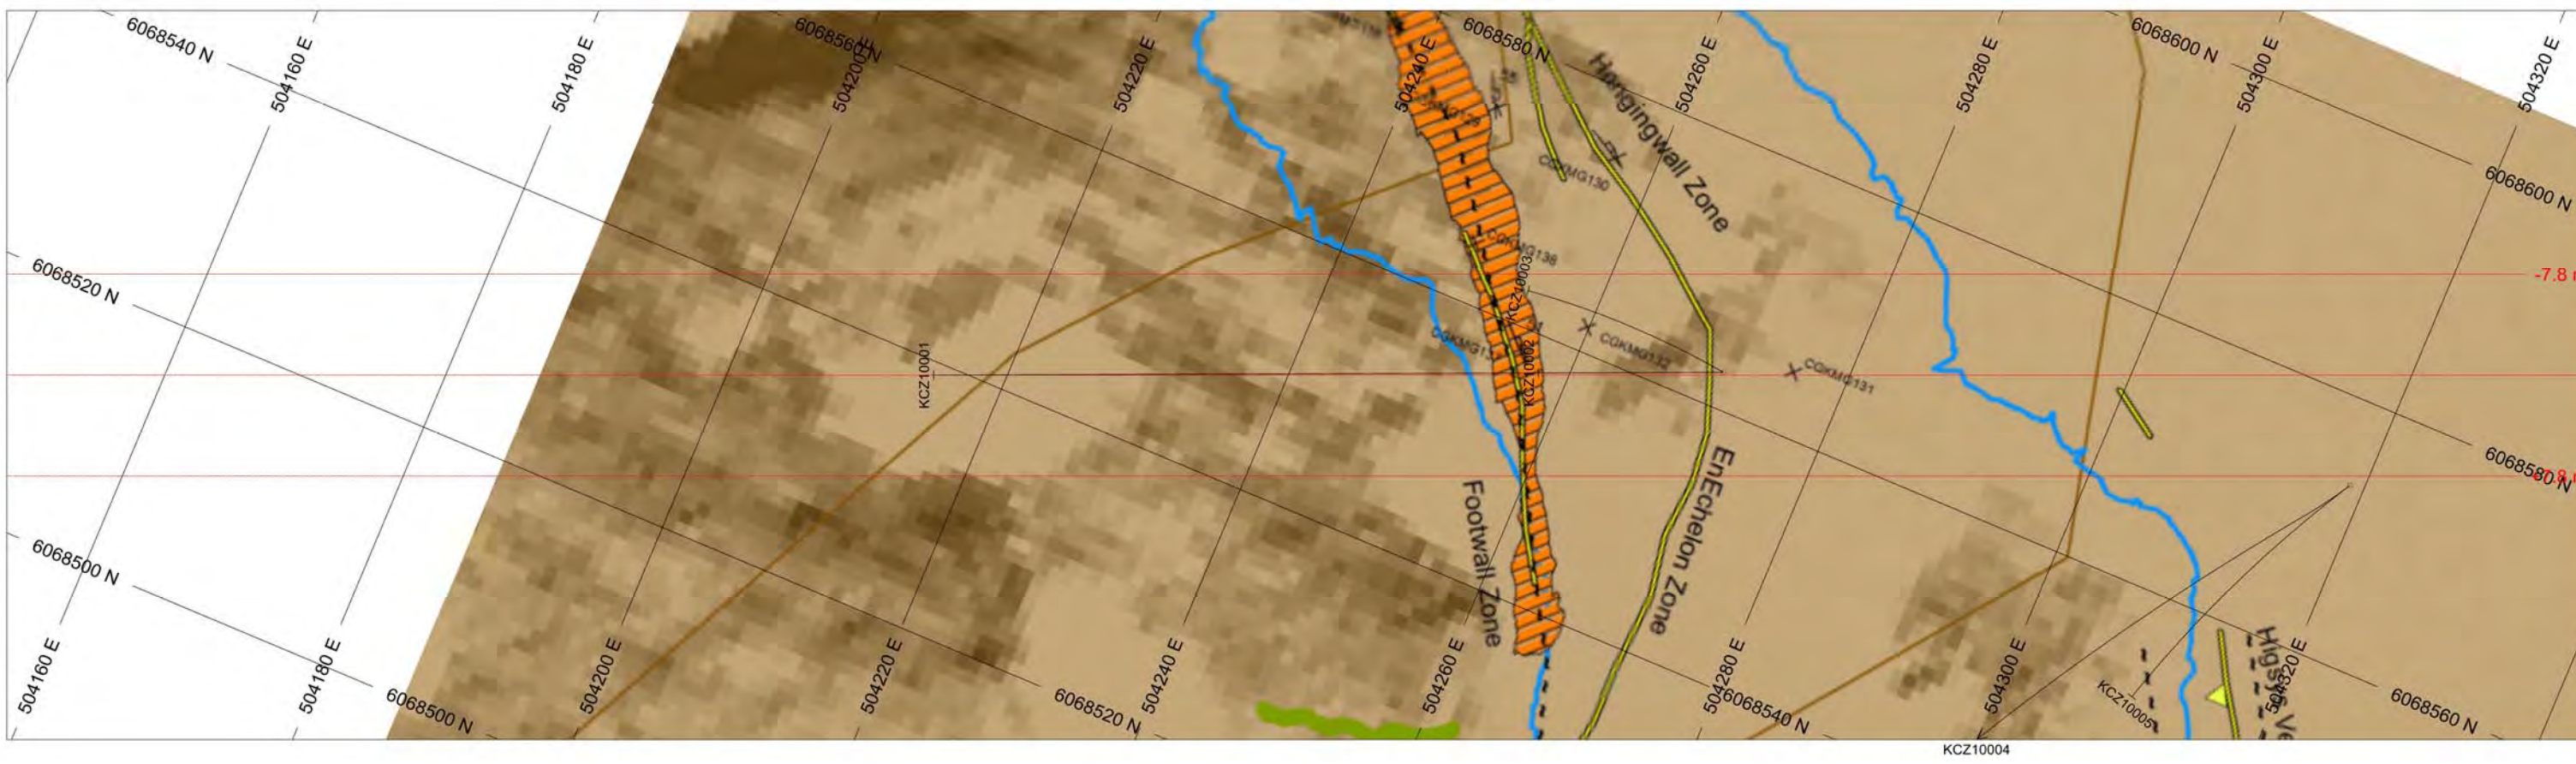 6068540 N
504160 E
504180 E
6068560 N
504200 E
504220 E
504240 E
6068580 N
504260 E
504280 E
6068600 N
504300 E
504320 E
Hangingwall Zone
CGKMG130
6068600 N
6068520 N
CGKMG138
KCZ10003
-7.8
KCZ10001
KCZ10002
CGKMG132
CGKMG131
6068580 N
EnEchelon Zone
Footwall Zone
6068500 N
504160 E
504180 E
6068500 N
504200 E
504220 E
6068520 N
504240 E
504260 E
504280 E
6068540 N
504300 E
KCZ10005
504320 E
6068560 N
KCZ10004